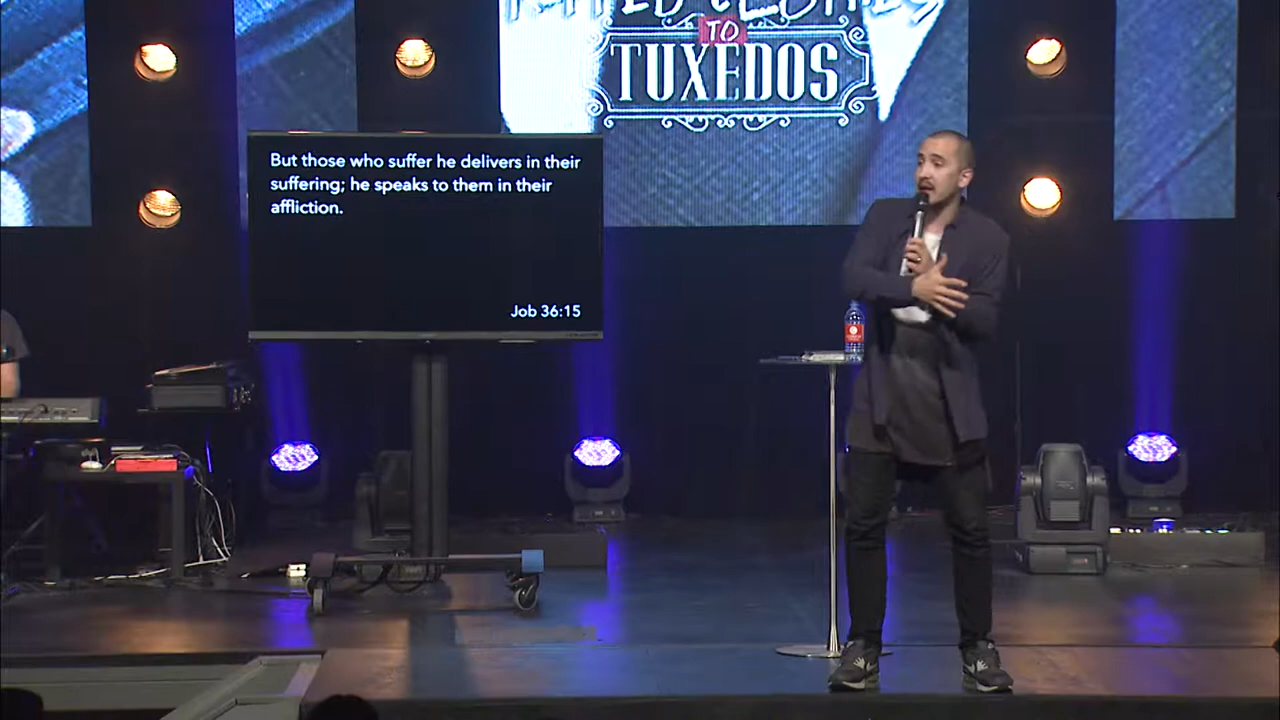 TO
TUXEDOS
But those who suffer he delivers in their
suffering; he speaks to them in their
affliction.
Job 36:15